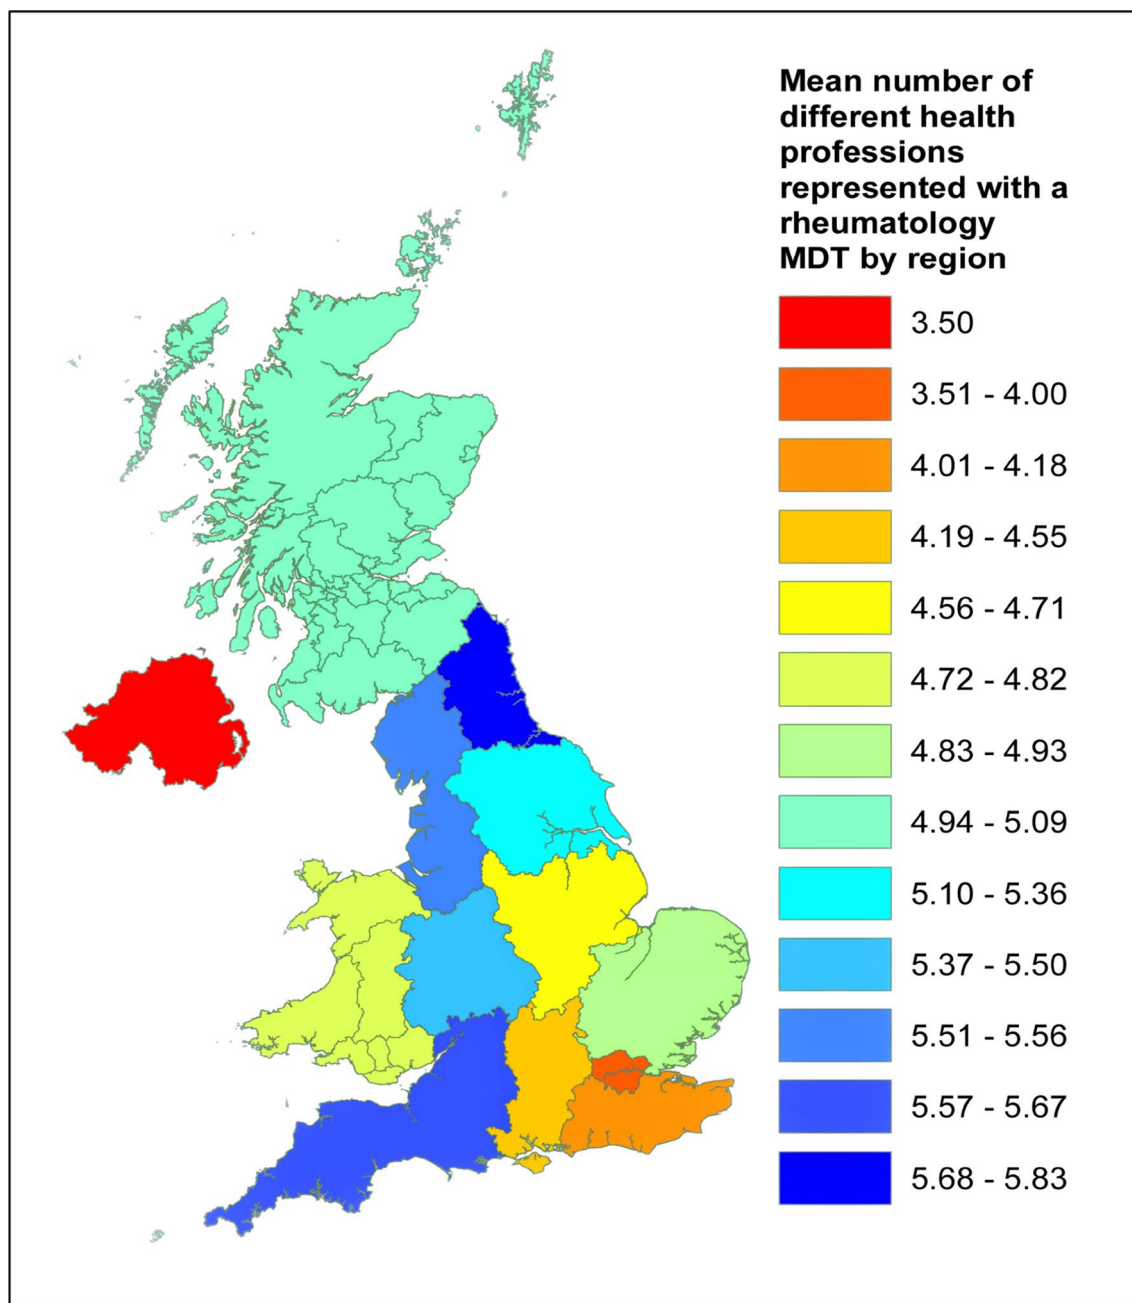 Mean number of
different health
professions
represented with a
rheumatology
MDT by region
3.50
3.51 - 4.00
4.01 - 4.18
4.19 - 4.55
4.56 - 4.71
4.72 - 4.82
4.83 - 4.93
4.94 - 5.09
5.10 - 5.36
5.37 - 5.50
5.51 - 5.56
5.57 - 5.67
5.68 - 5.83